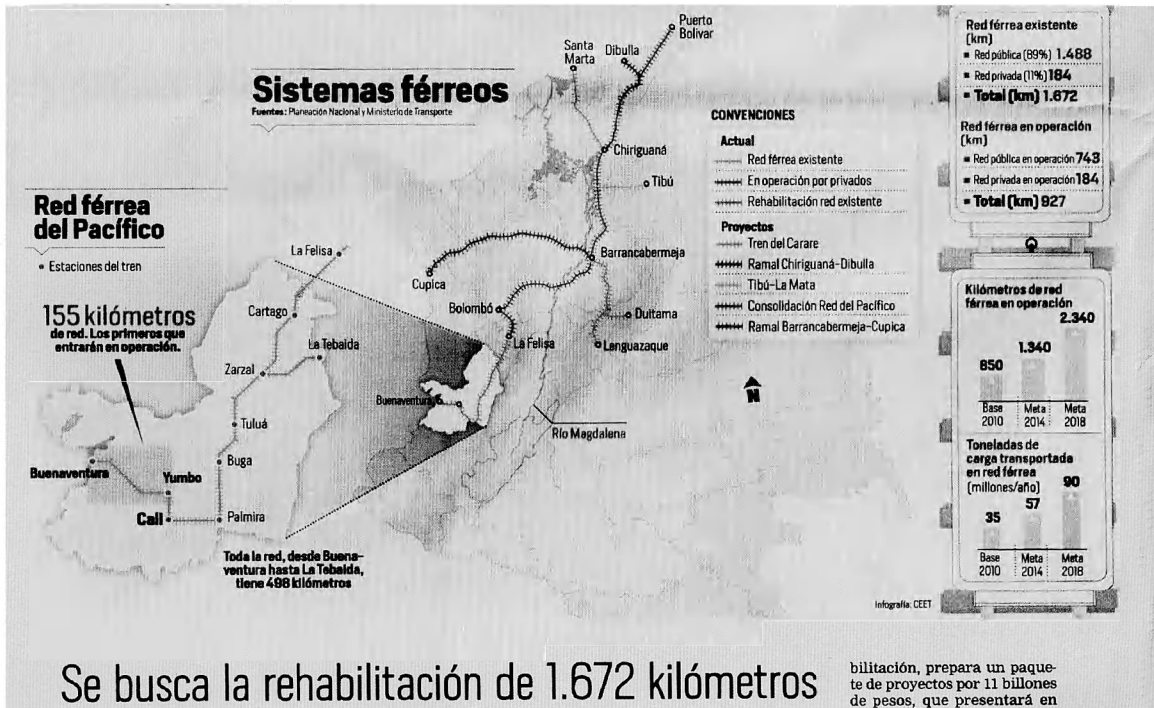 Sistemas férreos
Fuentes: Planeación Nacional y Ministerio de Transporte
Red férrea
del Pacífico
• Estaciones del tren
155 kilómetros
de red. Los primeros que
entrarán en operación.
La Felisa
Cartago
La Tebaida
Zarzal
Tuluá
Buga
Buenaventura
Yumbo
Cali
Palmira
Toda la red, desde Buena-
ventura hasta La Tebaida,
tiene 498 kilómetros
Puerto
Bolívar
Santa
Marta
Dibulla
Chiriguaná
Tibú
Barrancabermeja
Cupica
Bolombó
Duitama
La Felisa
Lenguazaque
Buenaventura
Río Magdalena
N
CONVENCIONES
Actual
Red férrea existente
En operación por privados
Rehabilitación red existente
Proyectos
Tren del Carare
Ramal Chiriguaná-Dibulla
Tibú-La Mata
Consolidación Red del Pacífico
Ramal Barrancabermeja-Cupica
Red férrea existente
(km)
Red pública (89%) 1.488
Red privada (11%) 184
Total (km) 1.672
Red férrea en operación
(km)
Red pública en operación 743
Red privada en operación 184
Total (km) 927
Kilómetros de red
férrea en operación
2.340
1.340
850
Base Meta Meta
2010 2014 2018
Toneladas de
carga transportada
en red férrea
(millones/año)
90
57
35
Base Meta Meta
2010 2014 2018
Infografía: CEET
Se busca la rehabilitación de 1.672 kilómetros
bilitación, prepara un paque-
te de proyectos por 11 billones
de pesos, que presentará en